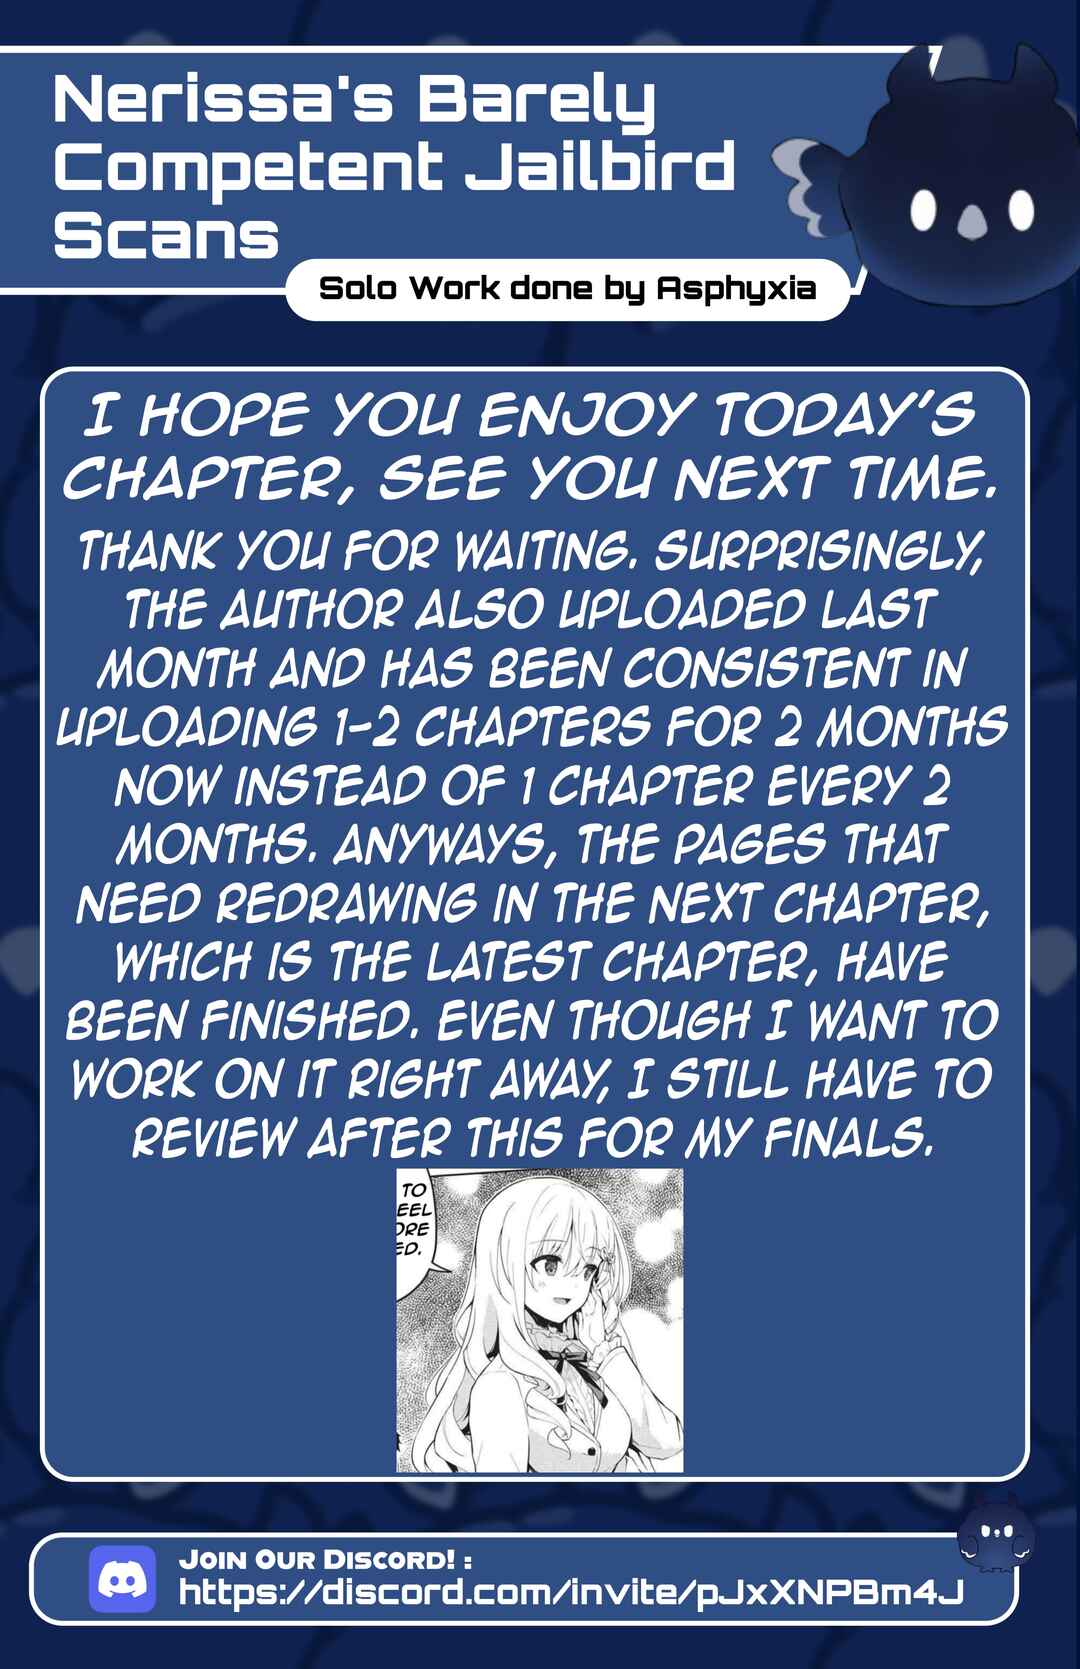 Nerissa's Barely
Competent Jailbird
Scans
Solo Work done by Asphyxia
I HOPE YOU ENJOY TODAY'S
CHAPTER, SEE YOU NEXT TIME.
THANK YOU FOR WAITING. SURPRISINGLY,
THE AUTHOR ALSO UPLOADED LAST
MONTH AND HAS BEEN CONSISTENT IN
UPLOADING 1-2 CHAPTERS FOR 2 MONTHS
NOW INSTEAD OF 1 CHAPTER EVERY 2
MONTHS. ANYWAYS, THE PAGES THAT
NEED REDRAWING IN THE NEXT CHAPTER,
WHICH IS THE LATEST CHAPTER, HAVE
BEEN FINISHED. EVEN THOUGH I WANT TO
WORK ON IT RIGHT AWAY, I STILL HAVE TO
REVIEW AFTER THIS FOR MY FINALS.
TO
EEL
ORE
ED.
Join Our Discord! :
https://discord.com/invite/pJxXNPBm4J